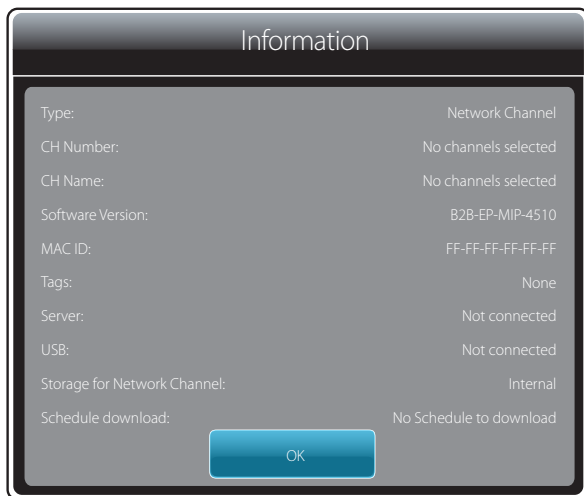 Information
Type: Network Channel
CH Number: No channels selected
CH Name: No channels selected
Software Version: B2B-EP-MIP-4510
MAC ID: FF-FF-FF-FF-FF-FF
Tags: None
Server: Not connected
USB: Not connected
Storage for Network Channel: Internal
Schedule download: No Schedule to download
OK